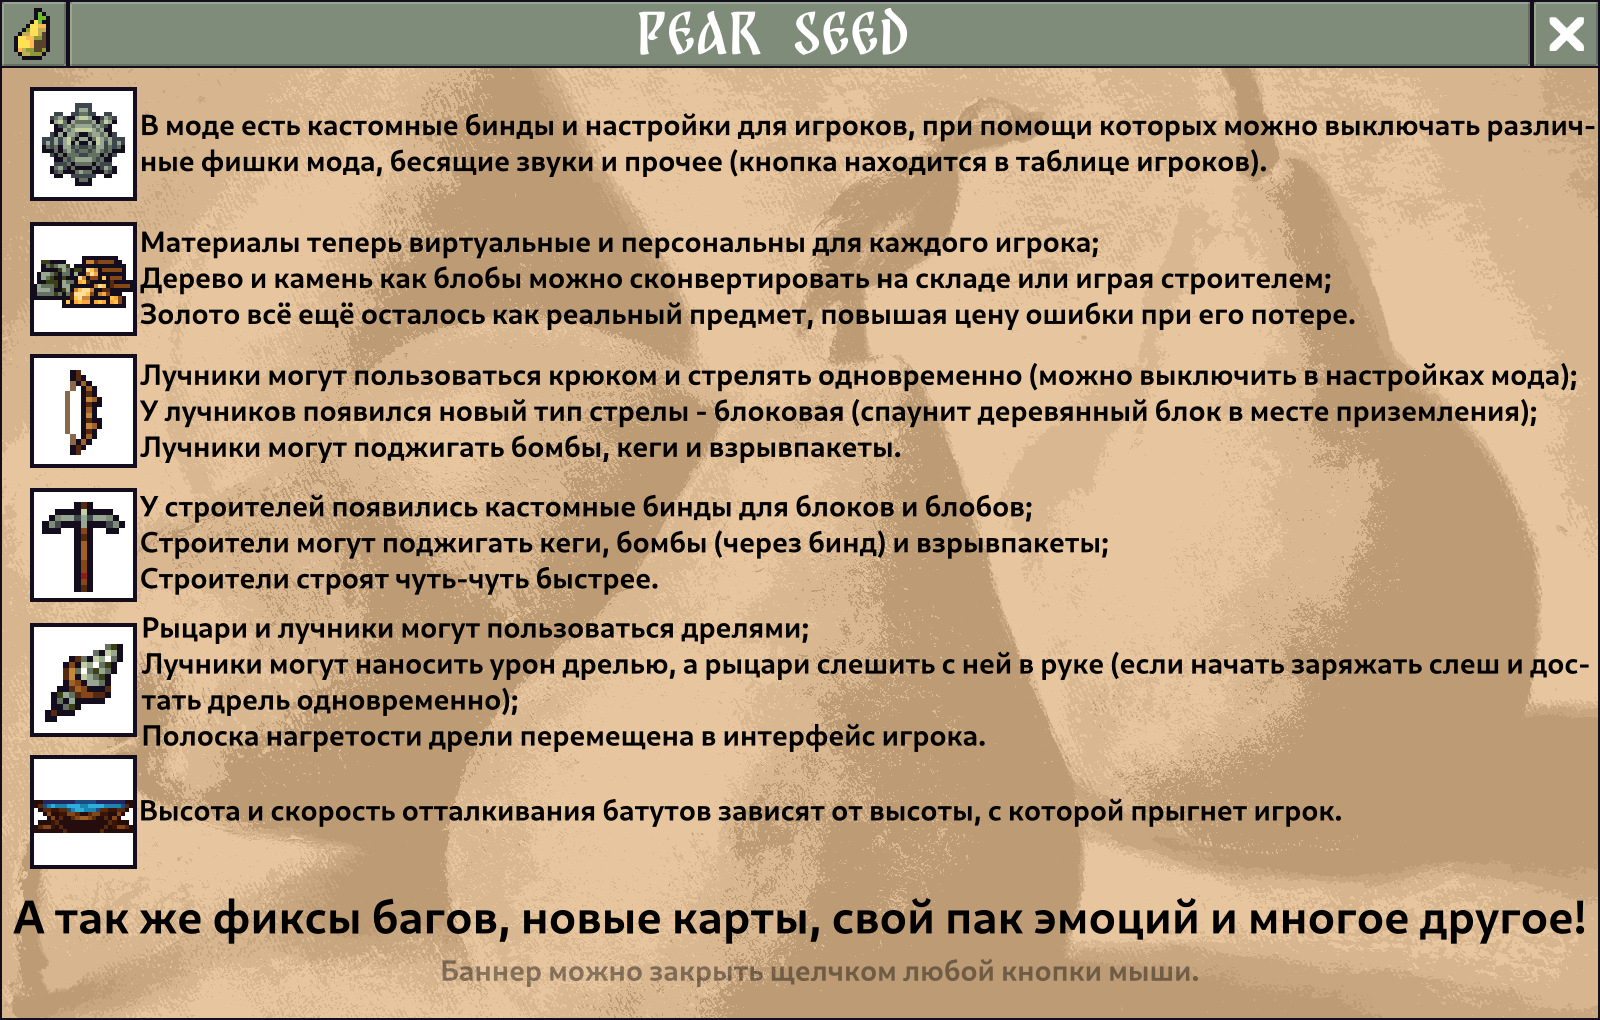 PEAR SEED
В моде есть кастомные бинды и настройки для игроков, при помощи которых можно выключать различ-
ные фишки мода, бесящие звуки и прочее (кнопка находится в таблице игроков).
Материалы теперь виртуальные и персональны для каждого игрока;
Дерево и камень как блобы можно сконвертировать на складе или играя строителем;
Золото всё ещё осталось как реальный предмет, повышая цену ошибки при его потере.
Лучники могут пользоваться крюком и стрелять одновременно (можно выключить в настройках мода);
У лучников появился новый тип стрелы - блоковая (спаунит деревянный блок в месте приземления);
Лучники могут поджигать бомбы, кеги и взрывпакеты.
У строителей появились кастомные бинды для блоков и блобов;
Строители могут поджигать кеги, бомбы (через бинд) и взрывпакеты;
Строители строят чуть-чуть быстрее.
Рыцари и лучники могут пользоваться дрелями;
Лучники могут наносить урон дрелью, а рыцари слешить с ней в руке (если начать заряжать слеш и дос-
тать дрель одновременно);
Полоска нагретости дрели перемещена в интерфейс игрока.
Высота и скорость отталкивания батутов зависят от высоты, с которой прыгнет игрок.
А так же фиксы багов, новые карты, свой пак эмоций и многое другое!
Баннер можно закрыть щелчком любой кнопки мыши.